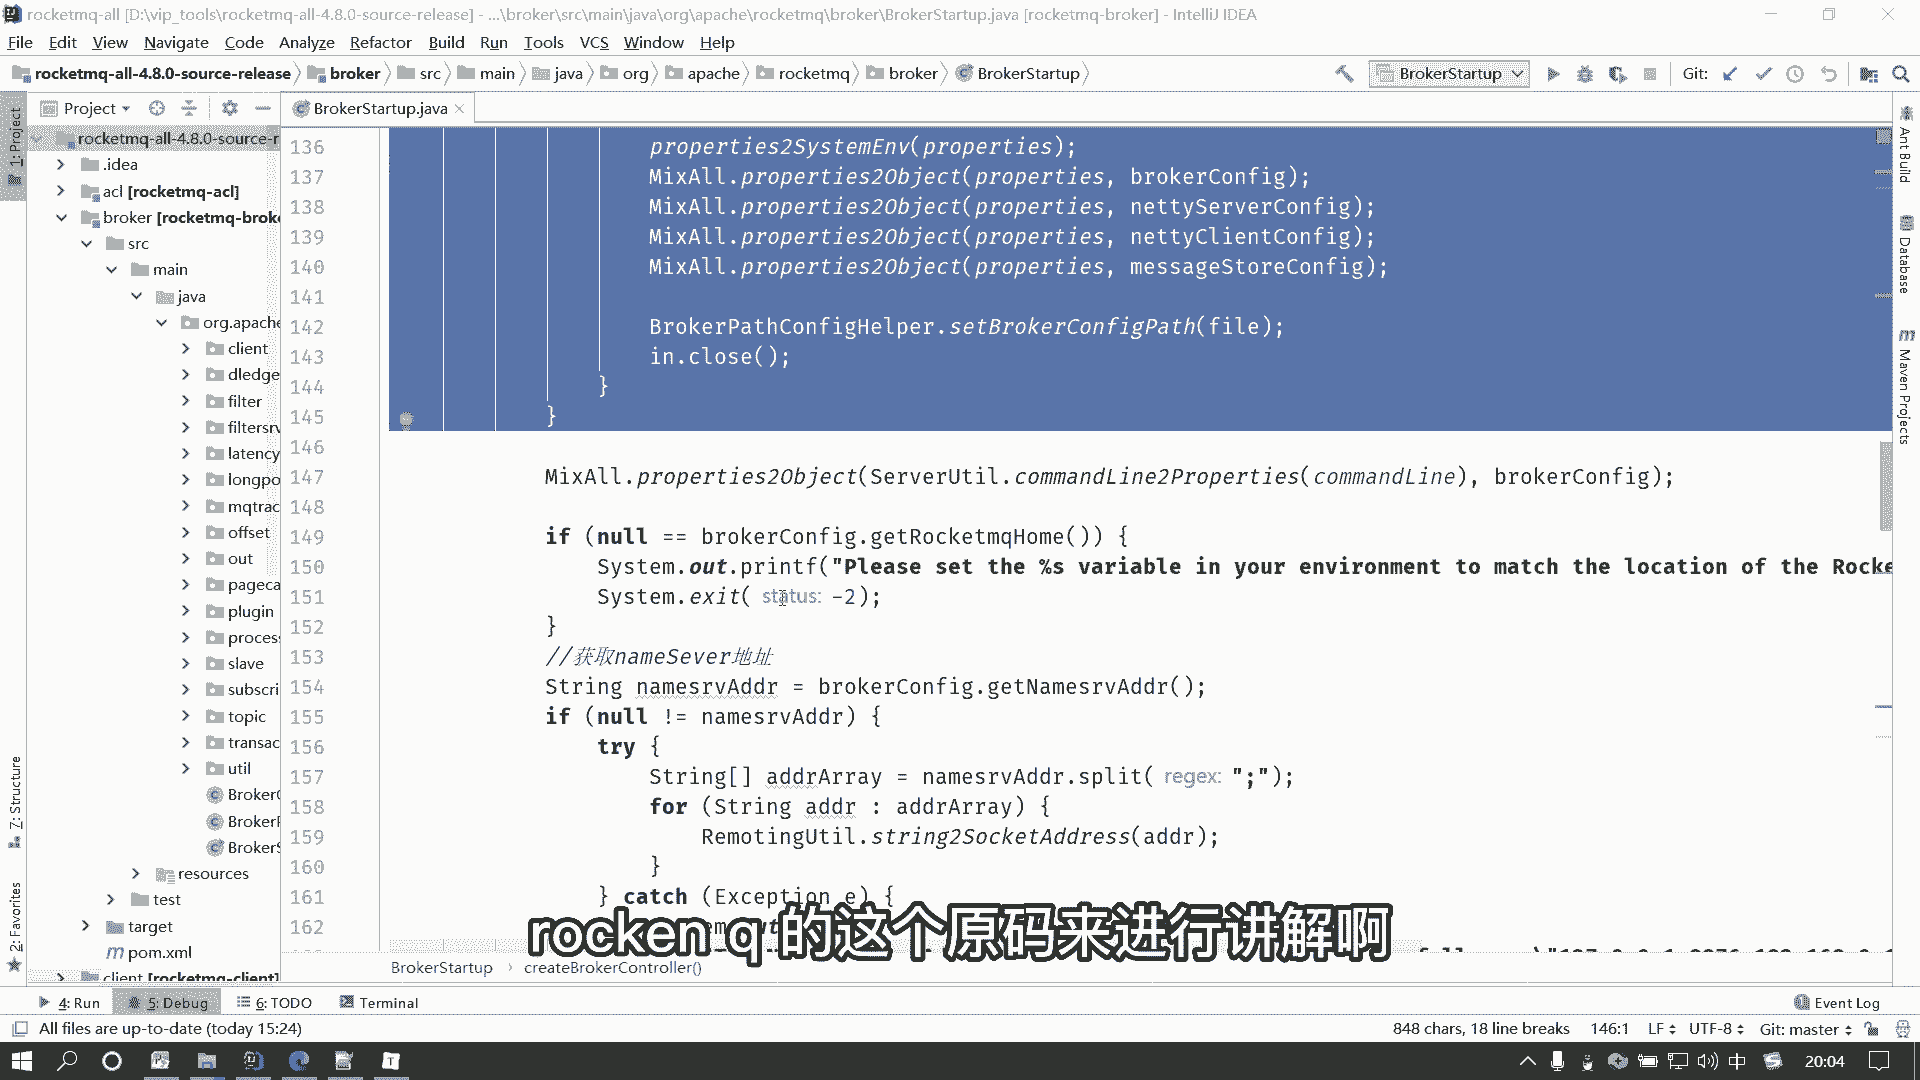 rocketmq-all [D:\vip_tools\rocketmq-all-4.8.0-source-release] - ...\broker\src\main\java\org\apache\rocketmq\broker\BrokerStartup.java [rocketmq-broker] - IntelliJ IDEA
File Edit View Navigate Code Analyze Refactor Build Run Tools VCS Window Help
rocketmq-all-4.8.0-source-release broker src main java org apache rocketmq broker BrokerStartup BrokerStartup Git:
Project BrokerStartup.java
1: Project
rocketmq-all-4.8.0-source-r
.idea
acl [rocketmq-acl]
broker [rocketmq-broke
src
main
java
org.apache
client
dledge
filter
filtersrv
latency
longpo
mqtrac
offset
out
pageca
plugin
process
slave
subscri
topic
transac
util
Broker
Broker
Broker
resources
test
target
pom.xml
client [rocketmq-client]
7: Structure
2: Favorites
136 properties2SystemEnv(properties);
137 MixAll.properties2Object(properties, brokerConfig);
138 MixAll.properties2Object(properties, nettyServerConfig);
139 MixAll.properties2Object(properties, nettyClientConfig);
140 MixAll.properties2Object(properties, messageStoreConfig);
141
142 BrokerPathConfigHelper.setBrokerConfigPath(file);
143 in.close();
144 }
145 }
146
147 MixAll.properties2Object(ServerUtil.commandLine2Properties(commandLine), brokerConfig);
148
149 if (null == brokerConfig.getRocketmqHome()) {
150 System.out.printf("Please set the %s variable in your environment to match the location of the Rocke
151 System.exit( status: -2);
152 }
153 //获取nameSever地址
154 String namesrvAddr = brokerConfig.getNamesrvAddr();
155 if (null != namesrvAddr) {
156 try {
157 String[] addrArray = namesrvAddr.split( regex: ";");
158 for (String addr : addrArray) {
159 RemotingUtil.string2SocketAddress(addr);
160 }
161 } catch (Exception e) {
162
rocken q 的这个原码来进行讲解啊
BrokerStartup createBrokerController()
Ant Build
Database
Maven Projects
4: Run 5: Debug 6: TODO Terminal Event Log
All files are up-to-date (today 15:24) 848 chars, 18 line breaks 146:1 LF UTF-8 Git: master
中 20:04